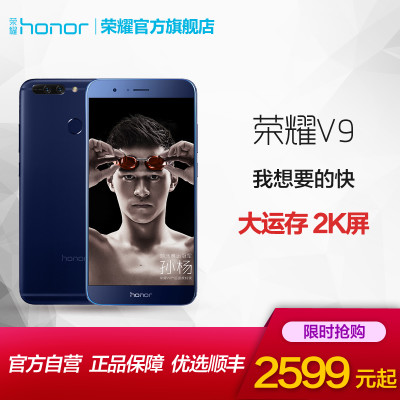 荣耀 honor | 荣耀官方旗舰店
荣耀V9
我想要的快
大运存 2K屏
孙杨
honor
honor
限时抢购
官方自营 正品保障 优选顺丰
2599元起